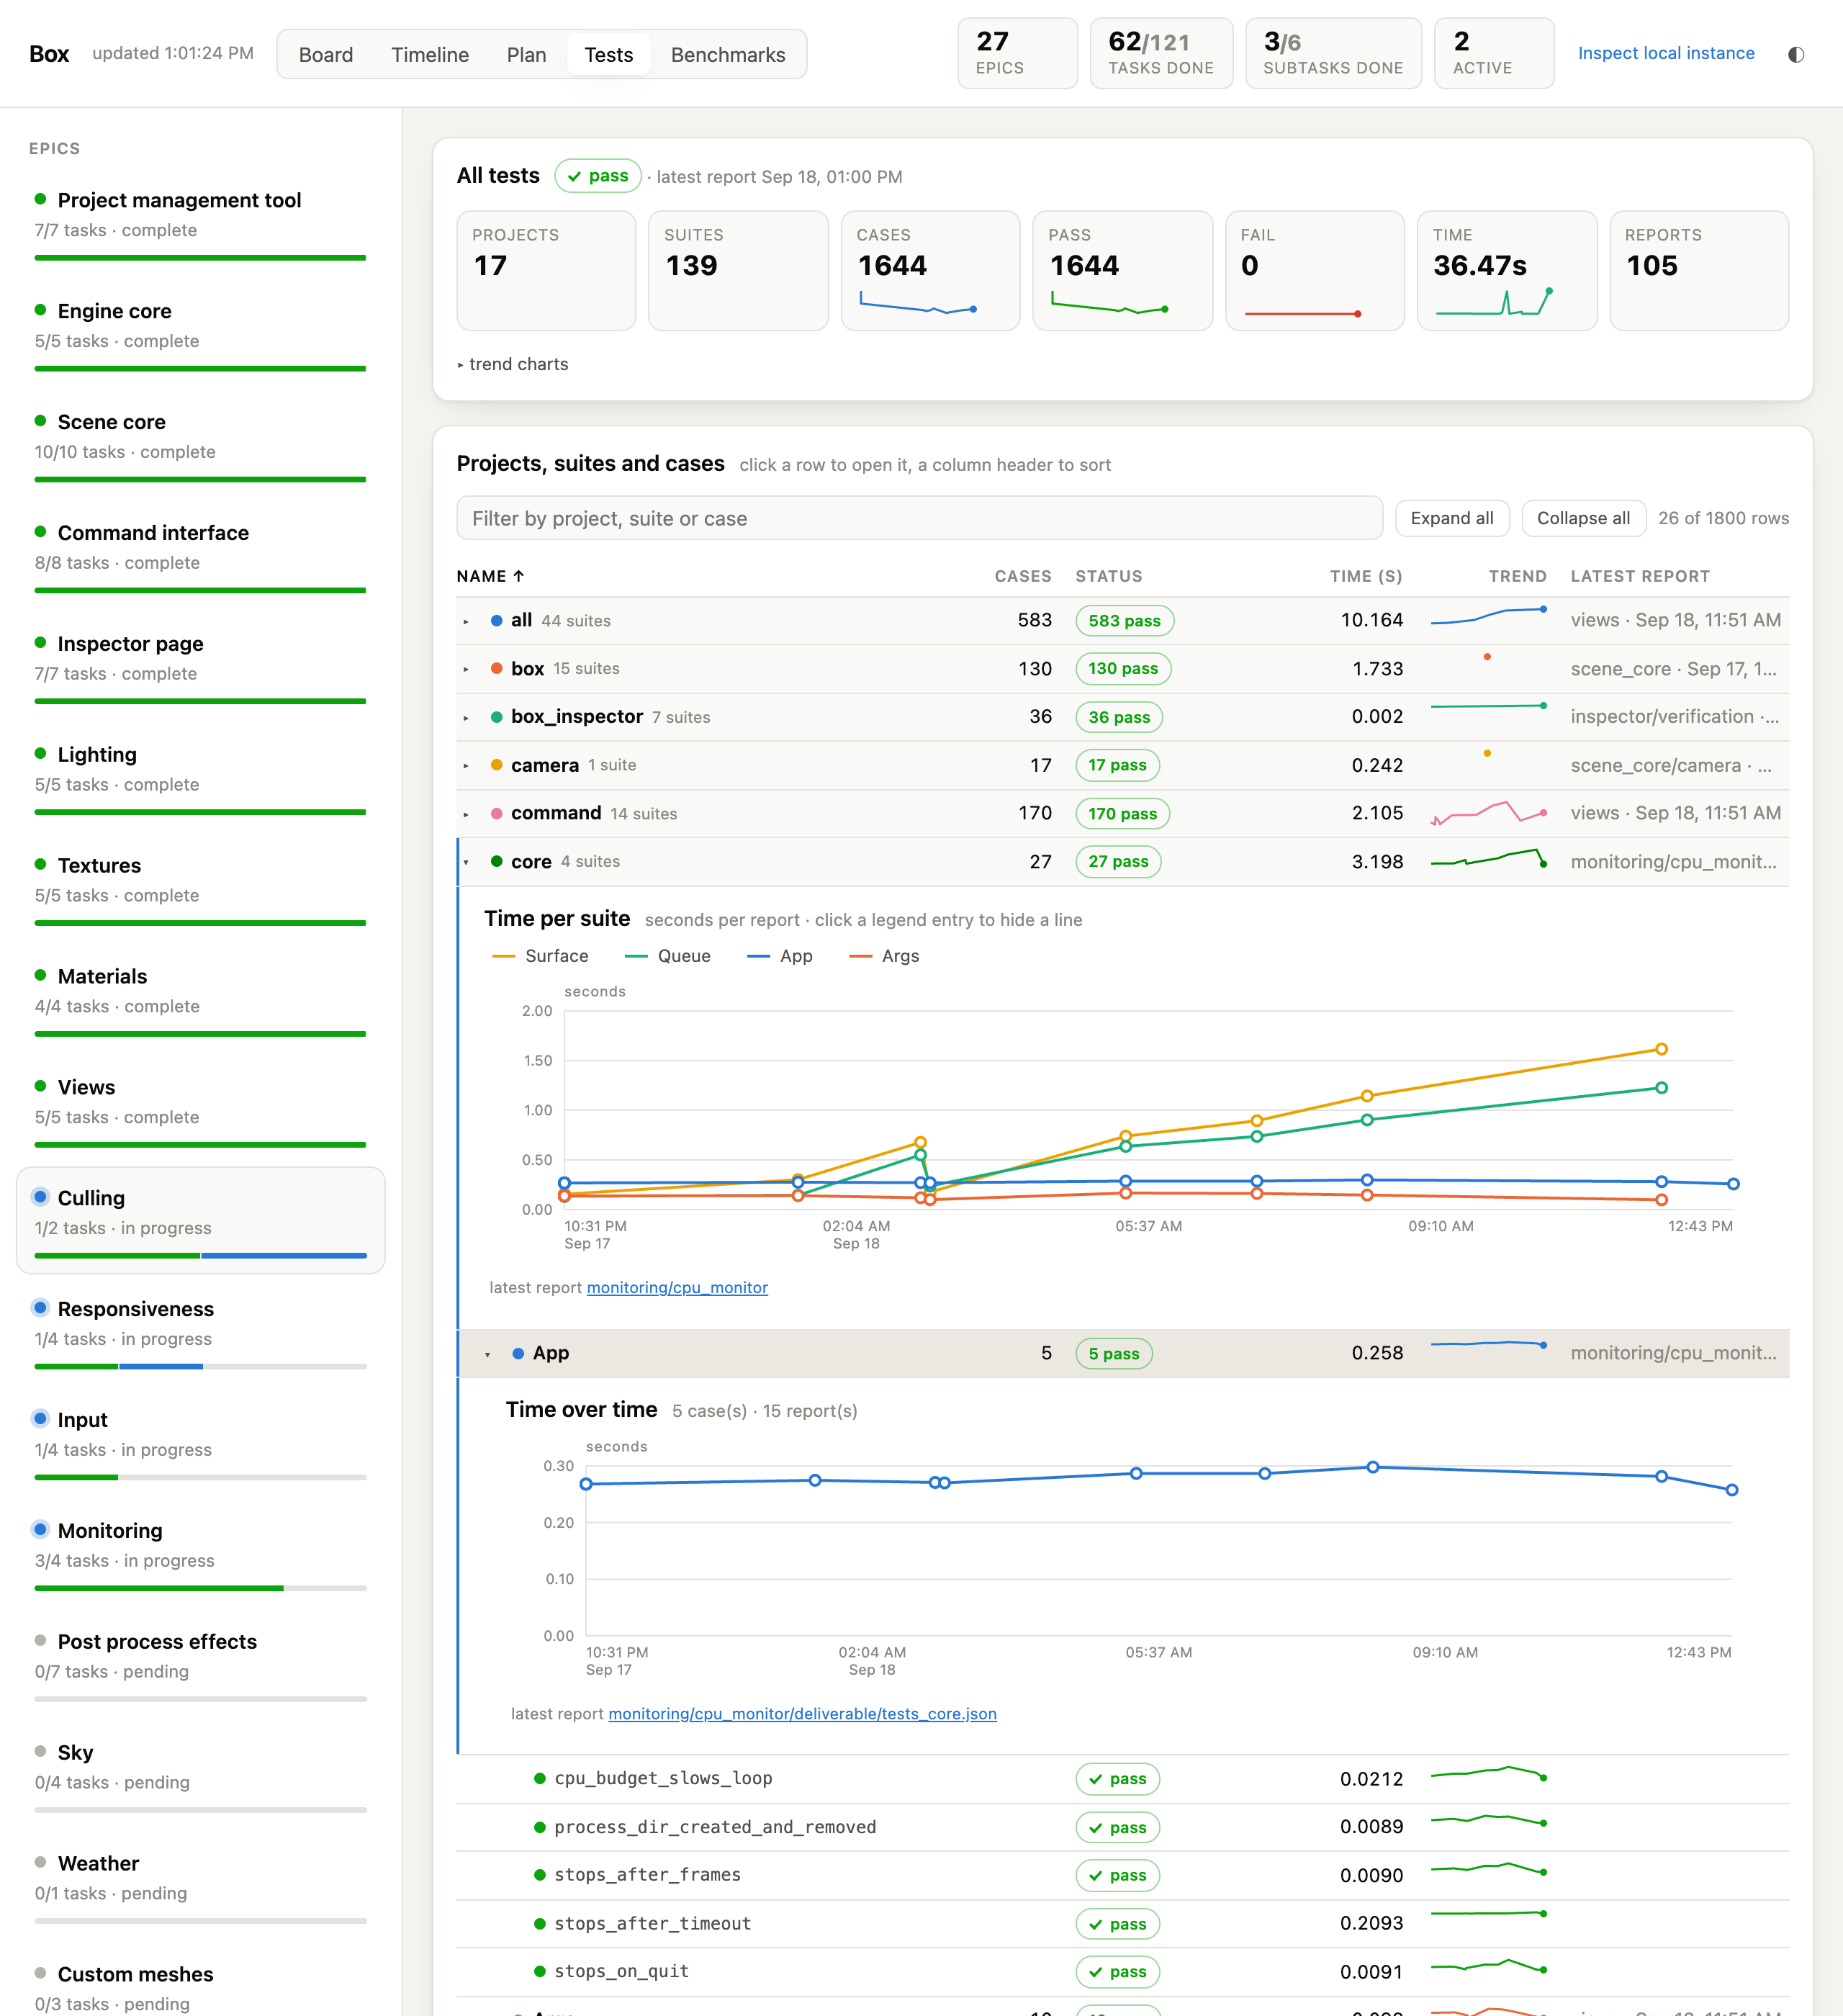 Box updated 1:01:24 PM Board Timeline Plan Tests Benchmarks
27 EPICS
62/121 TASKS DONE
3/6 SUBTASKS DONE
2 ACTIVE
Inspect local instance
EPICS
Project management tool
7/7 tasks · complete
Engine core
5/5 tasks · complete
Scene core
10/10 tasks · complete
Command interface
8/8 tasks · complete
Inspector page
7/7 tasks · complete
Lighting
5/5 tasks · complete
Textures
5/5 tasks · complete
Materials
4/4 tasks · complete
Views
5/5 tasks · complete
Culling
1/2 tasks · in progress
Responsiveness
1/4 tasks · in progress
Input
1/4 tasks · in progress
Monitoring
3/4 tasks · in progress
Post process effects
0/7 tasks · pending
Sky
0/4 tasks · pending
Weather
0/1 tasks · pending
Custom meshes
0/3 tasks · pending
All tests ✓ pass · latest report Sep 18, 01:00 PM
PROJECTS
17
SUITES
139
CASES
1644
PASS
1644
FAIL
0
TIME
36.47s
REPORTS
105
▸ trend charts
Projects, suites and cases click a row to open it, a column header to sort
Filter by project, suite or case Expand all Collapse all 26 of 1800 rows
NAME ↑ CASES STATUS TIME (S) TREND LATEST REPORT
all 44 suites 583 583 pass 10.164 views · Sep 18, 11:51 AM
box 15 suites 130 130 pass 1.733 scene_core · Sep 17, 1...
box_inspector 7 suites 36 36 pass 0.002 inspector/verification ·...
camera 1 suite 17 17 pass 0.242 scene_core/camera · ...
command 14 suites 170 170 pass 2.105 views · Sep 18, 11:51 AM
core 4 suites 27 27 pass 3.198 monitoring/cpu_monit...
Time per suite seconds per report · click a legend entry to hide a line
Surface Queue App Args
seconds
2.00
1.50
1.00
0.50
0.00
10:31 PM 02:04 AM 05:37 AM 09:10 AM 12:43 PM
Sep 17 Sep 18
latest report monitoring/cpu_monitor
App 5 5 pass 0.258 monitoring/cpu_monit...
Time over time 5 case(s) · 15 report(s)
seconds
0.30
0.20
0.10
0.00
10:31 PM 02:04 AM 05:37 AM 09:10 AM 12:43 PM
Sep 17 Sep 18
latest report monitoring/cpu_monitor/deliverable/tests_core.json
cpu_budget_slows_loop ✓ pass 0.0212
process_dir_created_and_removed ✓ pass 0.0089
stops_after_frames ✓ pass 0.0090
stops_after_timeout ✓ pass 0.2093
stops_on_quit ✓ pass 0.0091